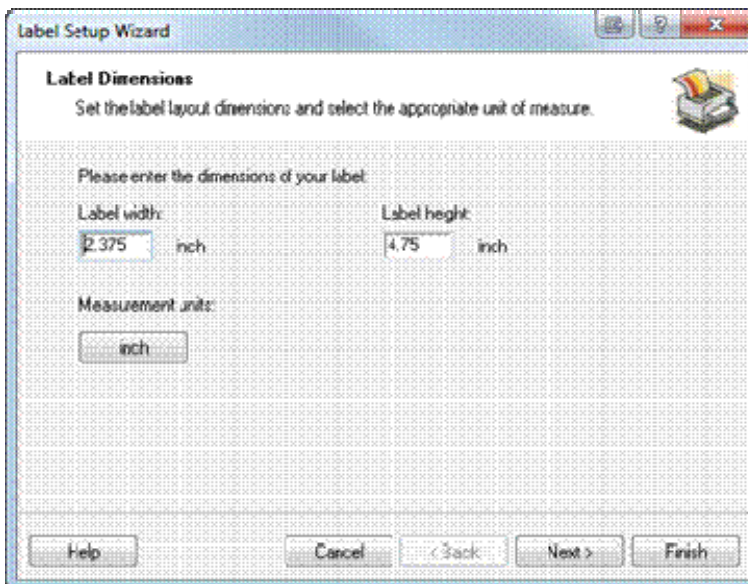 Label Setup Wizard
Label Dimensions
Set the label layout dimensions and select the appropriate unit of measure.
Please enter the dimensions of your label:
Label width:
Label height:
2.375 inch
4.75 inch
Measurement units:
inch
Help
Cancel
< Back
Next >
Finish